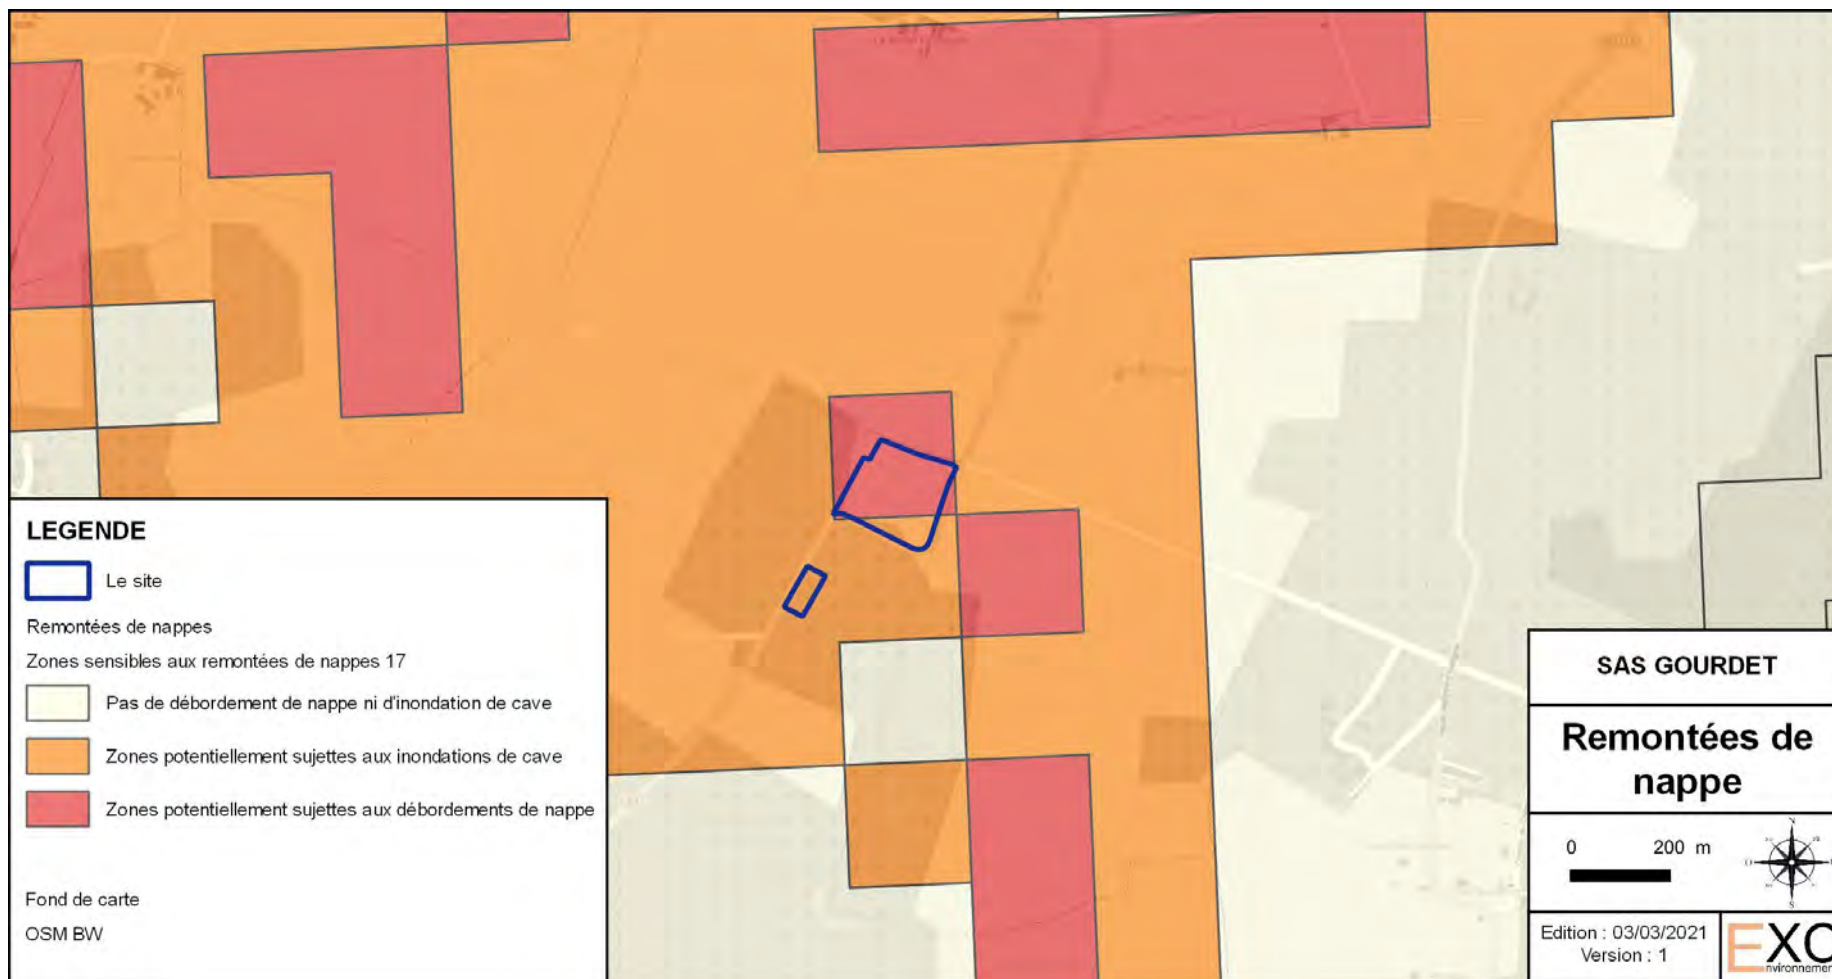 LEGENDE
Le site
Remontées de nappes
Zones sensibles aux remontées de nappes 17
Pas de débordement de nappe ni d'inondation de cave
Zones potentiellement sujettes aux inondations de cave
Zones potentiellement sujettes aux débordements de nappe
Fond de carte
OSM BW
SAS GOURDET
Remontées de
nappe
0 200 m
N
O
S
Edition : 03/03/2021
Version : 1
EXO
nvironnemen